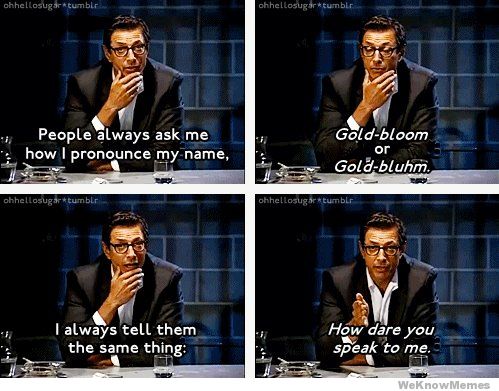 ohhellosugar*tumblr
People always ask me
how I pronounce my name,
ohhellosugar*tumblr
Gold-bloom
or
Gold-bluhm.
ohhellosugar*tumblr
I always tell them
the same thing:
ohhellosugar*tumblr
How dare you
speak to me.
WeKnowMemes